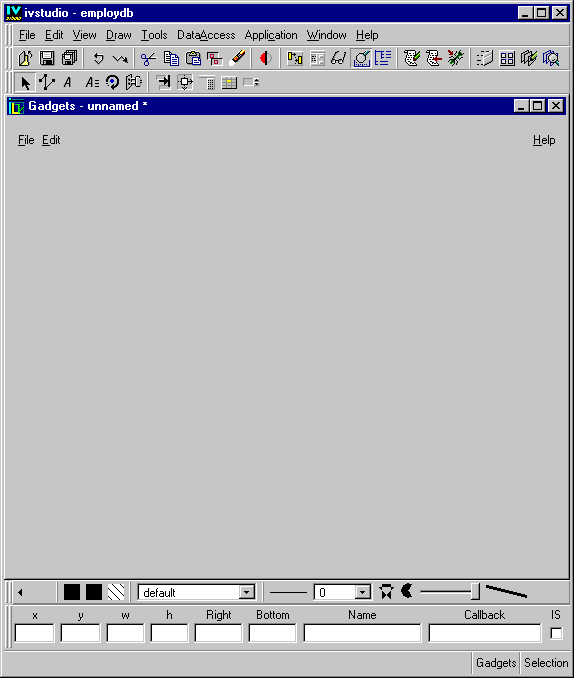 ivstudio - employdb
File Edit View Draw Tools DataAccess Application Window Help
A A
Gadgets - unnamed *
File Edit Help
default 0
x y w h Right Bottom Name Callback IS
Gadgets Selection